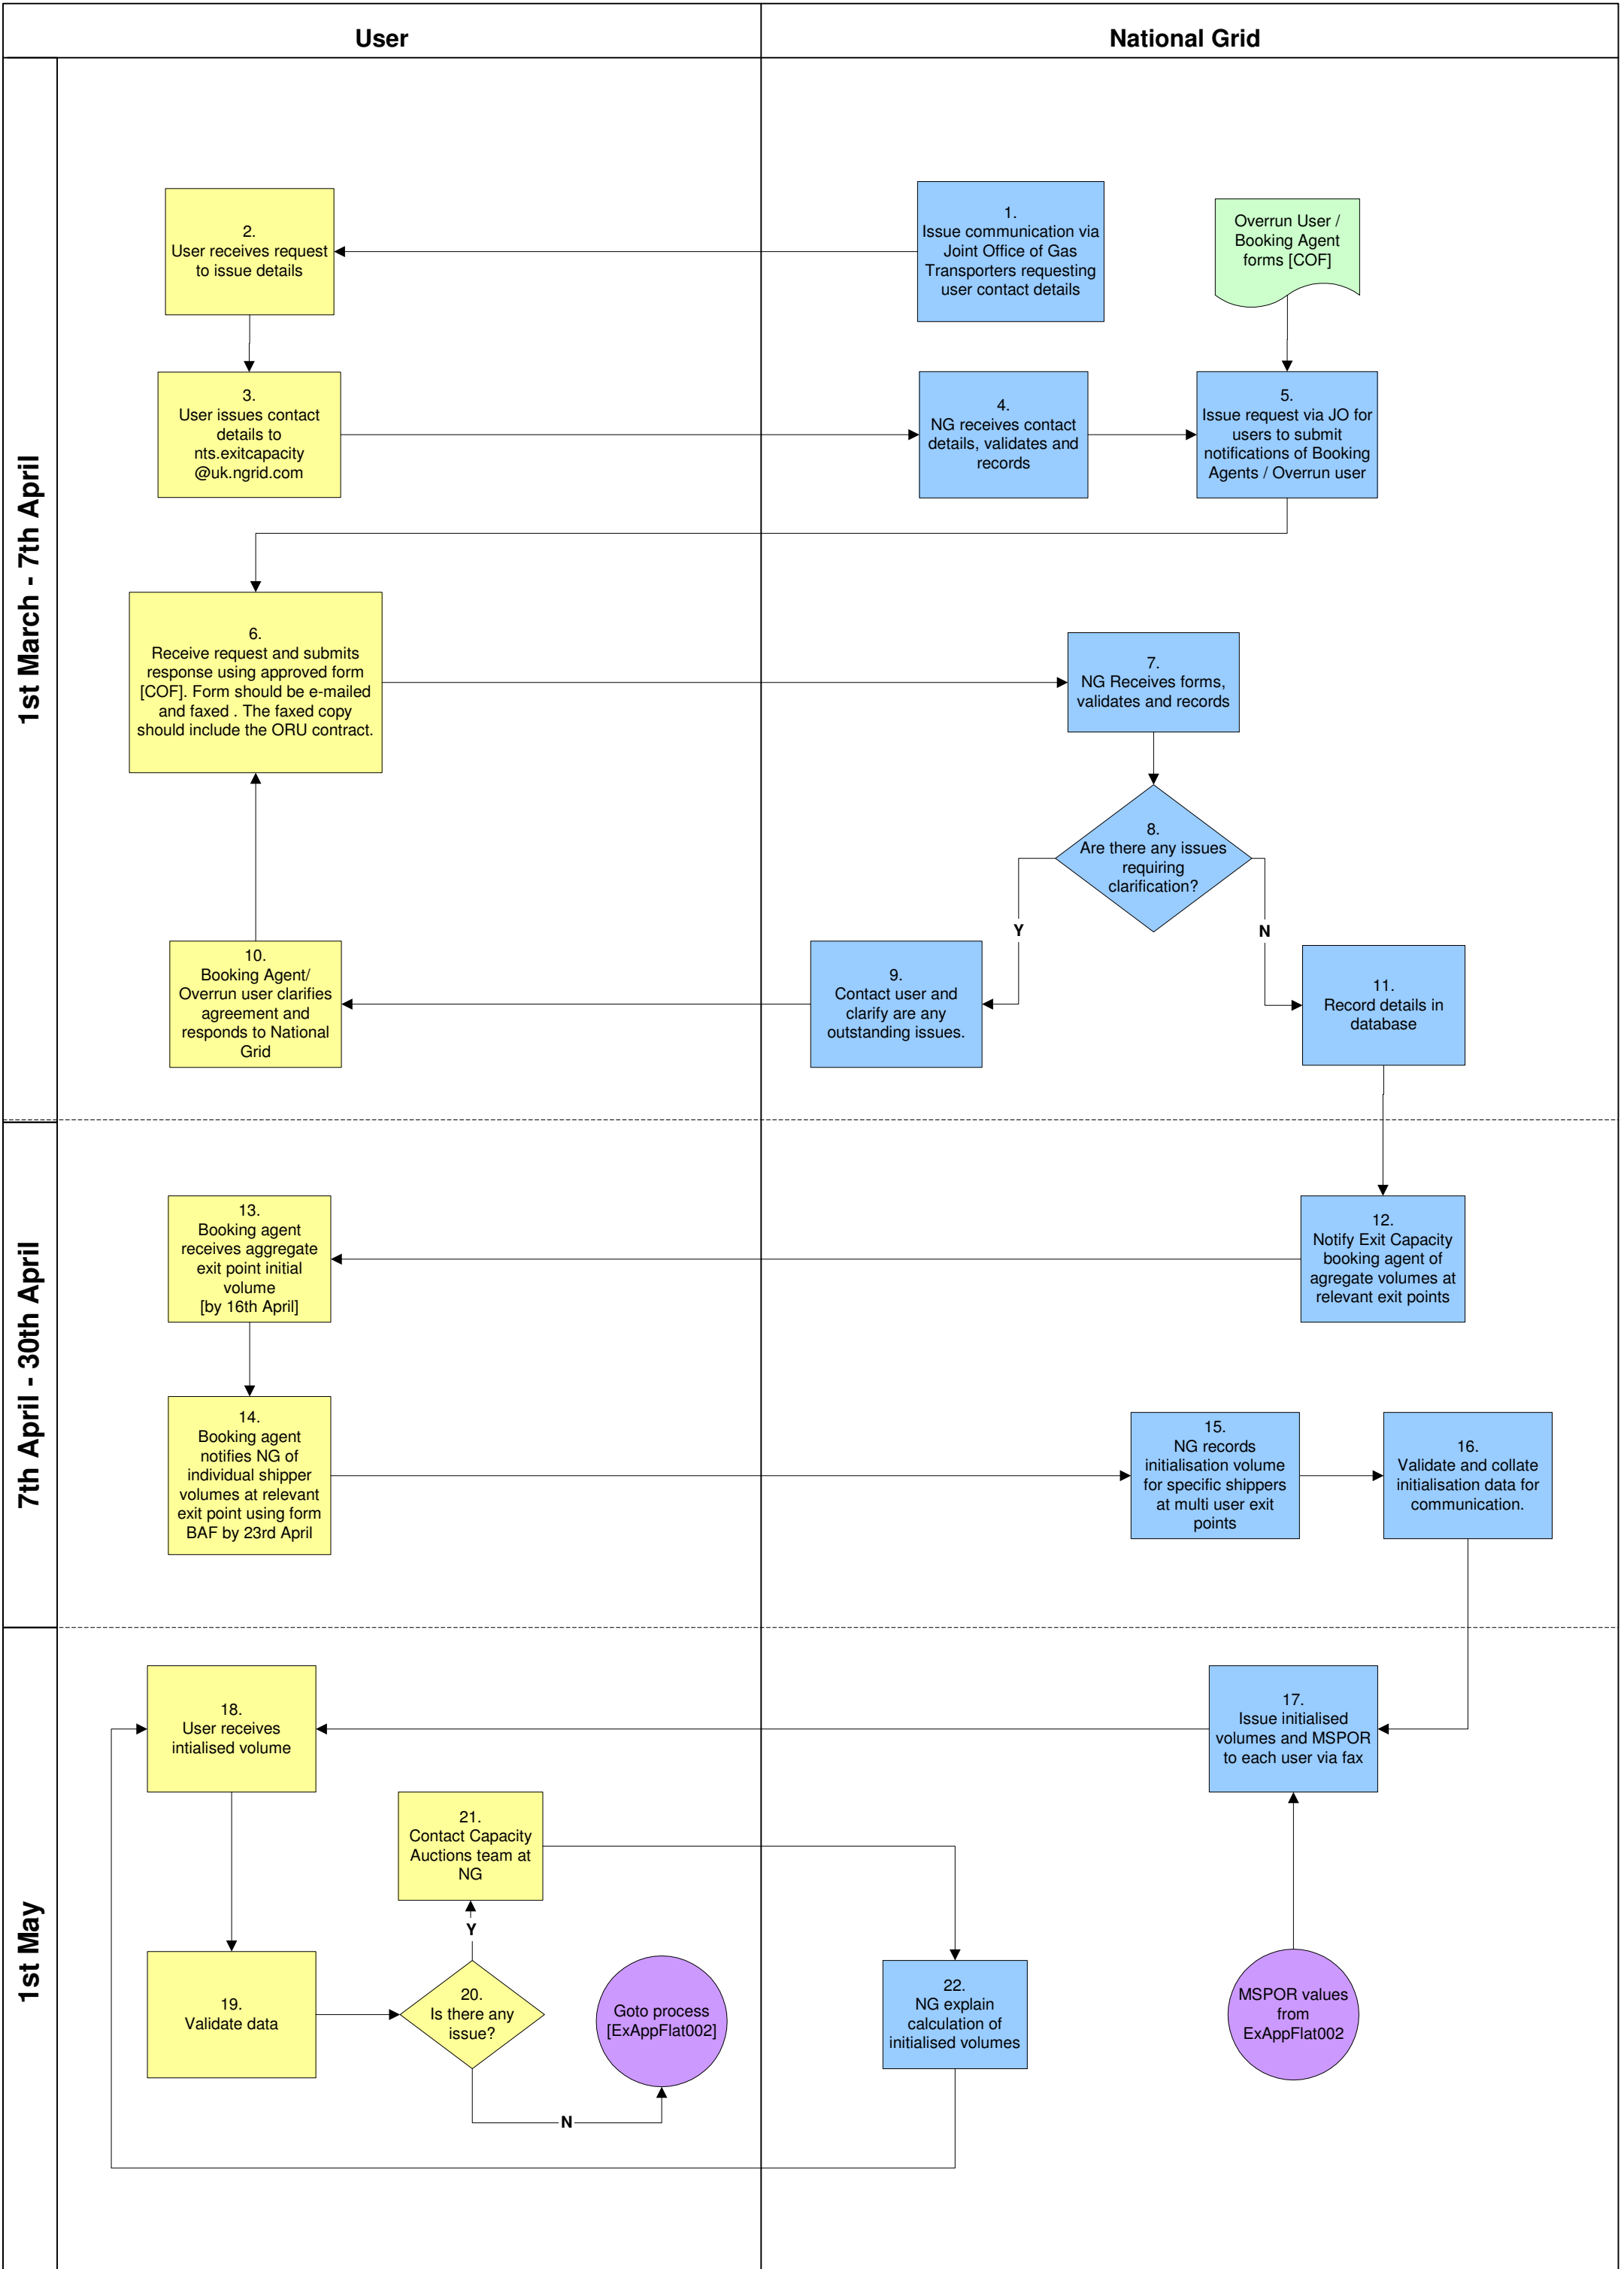 User
National Grid
1st March - 7th April
1.
Issue communication via
Joint Office of Gas
Transporters requesting
user contact details
Overrun User /
Booking Agent
forms [COF]
2.
User receives request
to issue details
3.
User issues contact
details to
nts.exitcapacity
@uk.ngrid.com
4.
NG receives contact
details, validates and
records
5.
Issue request via JO for
users to submit
notifications of Booking
Agents / Overrun user
6.
Receive request and submits
response using approved form
[COF]. Form should be e-mailed
and faxed . The faxed copy
should include the ORU contract.
7.
NG Receives forms,
validates and records
8.
Are there any issues
requiring
clarification?
Y
N
9.
Contact user and
clarify are any
outstanding issues.
10.
Booking Agent/
Overrun user clarifies
agreement and
responds to National
Grid
11.
Record details in
database
7th April - 30th April
12.
Notify Exit Capacity
booking agent of
agregate volumes at
relevant exit points
13.
Booking agent
receives aggregate
exit point initial
volume
[by 16th April]
14.
Booking agent
notifies NG of
individual shipper
volumes at relevant
exit point using form
BAF by 23rd April
15.
NG records
initialisation volume
for specific shippers
at multi user exit
points
16.
Validate and collate
initialisation data for
communication.
1st May
17.
Issue initialised
volumes and MSPOR
to each user via fax
18.
User receives
intialised volume
19.
Validate data
20.
Is there any
issue?
Y
N
21.
Contact Capacity
Auctions team at
NG
Goto process
[ExAppFlat002]
22.
NG explain
calculation of
initialised volumes
MSPOR values
from
ExAppFlat002